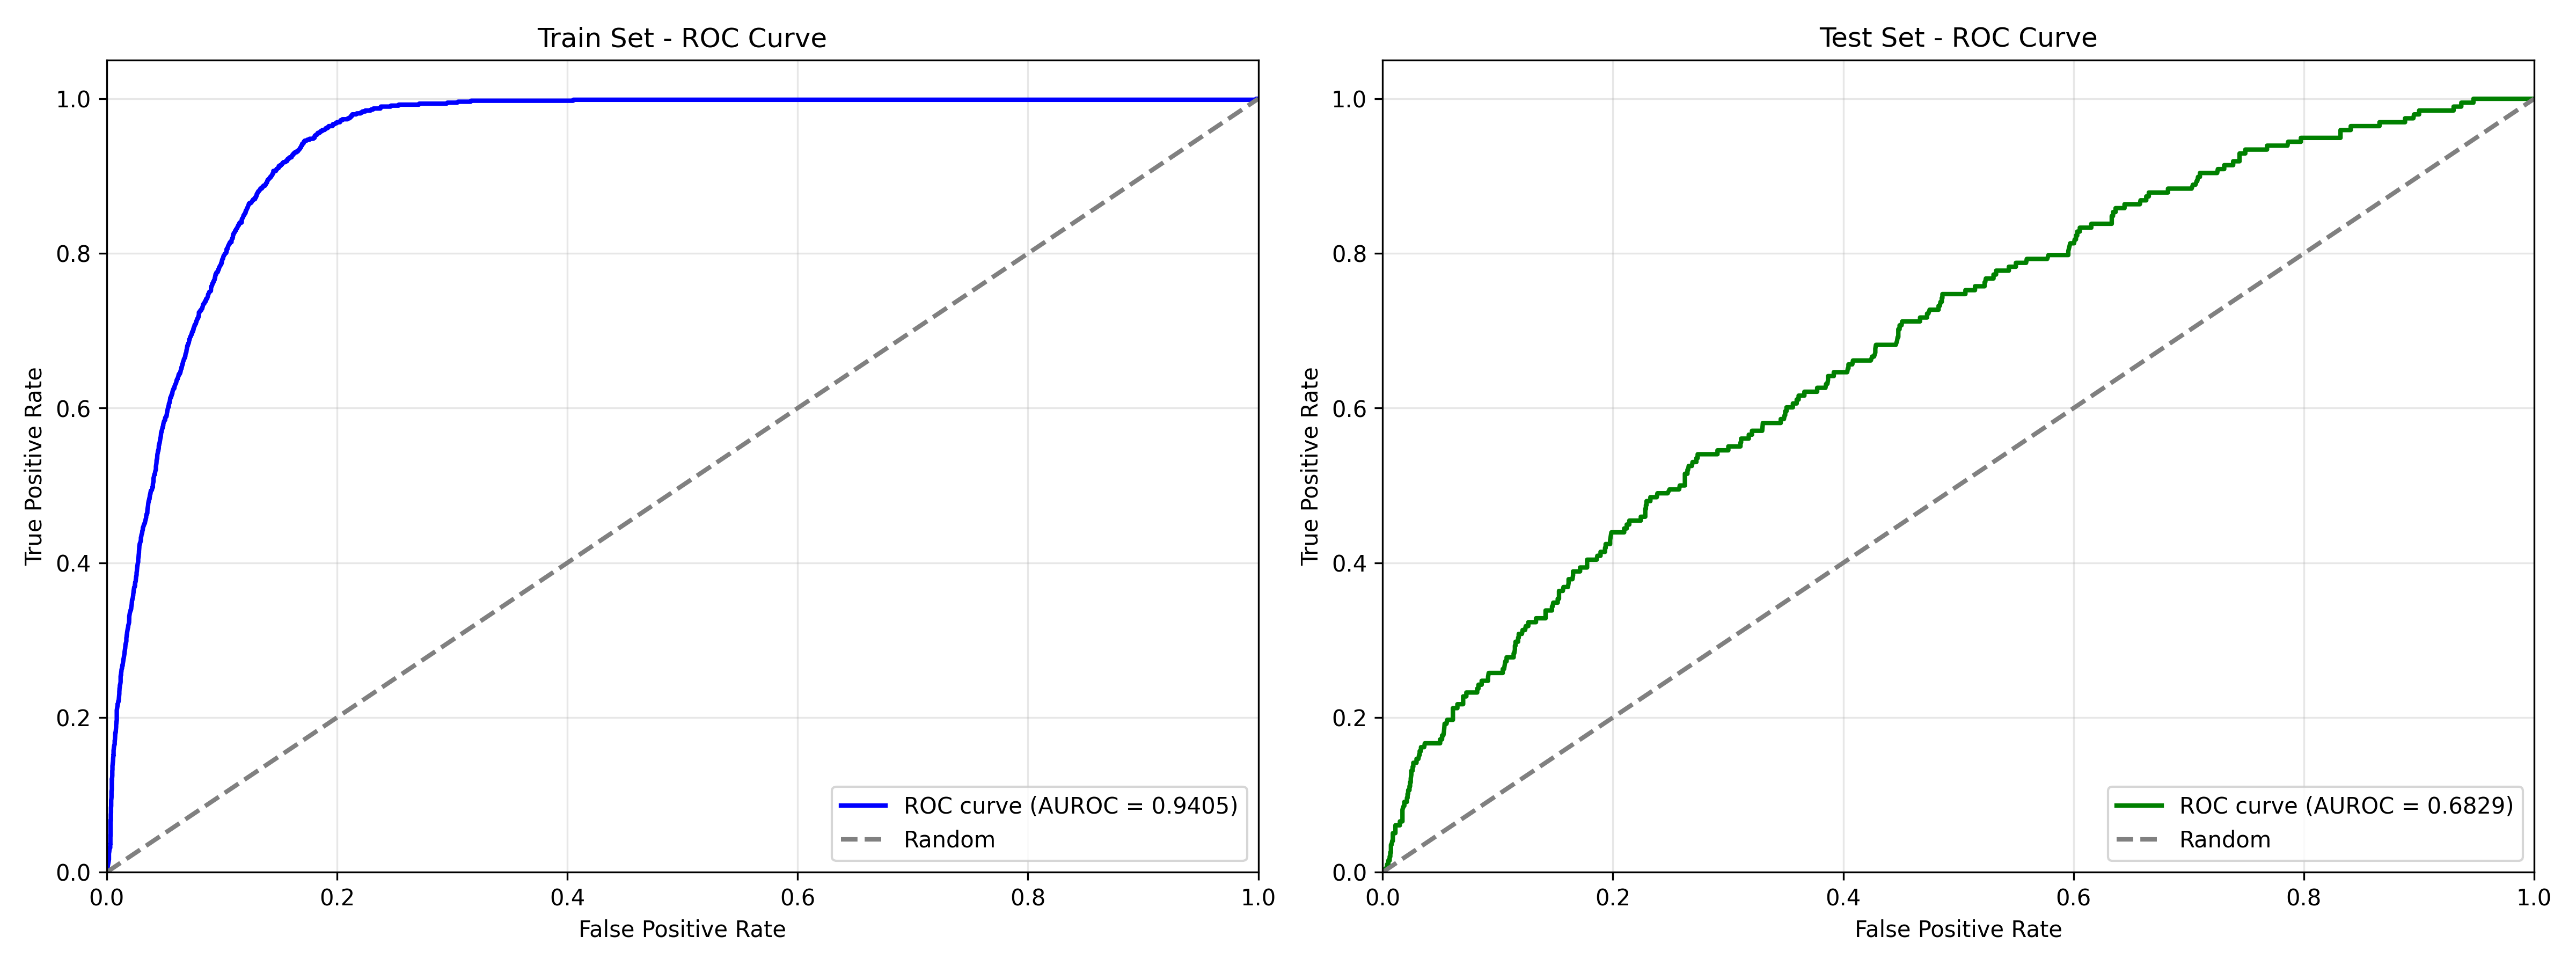 Train Set - ROC Curve
True Positive Rate
1.0
0.8
0.6
0.4
0.2
0.0
ROC curve (AUROC = 0.9405)
Random
0.0 0.2 0.4 0.6 0.8 1.0
False Positive Rate
Test Set - ROC Curve
True Positive Rate
1.0
0.8
0.6
0.4
0.2
0.0
ROC curve (AUROC = 0.6829)
Random
0.0 0.2 0.4 0.6 0.8 1.0
False Positive Rate